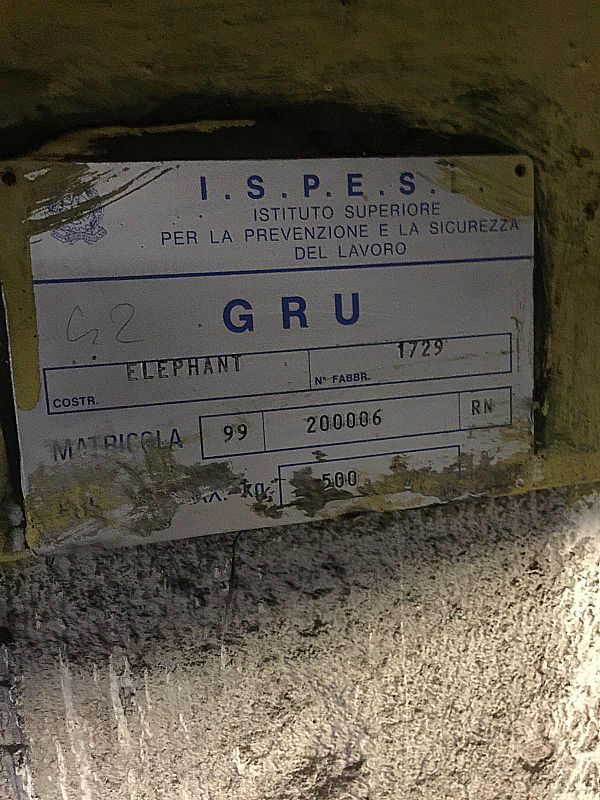 I.S.P.E.S.L.
ISTITUTO SUPERIORE
PER LA PREVENZIONE E LA SICUREZZA
DEL LAVORO
G2
GRU
COSTR. ELEPHANT N° FABBR. 1729
MATRICOLA 99 200006 RN
kg. 500